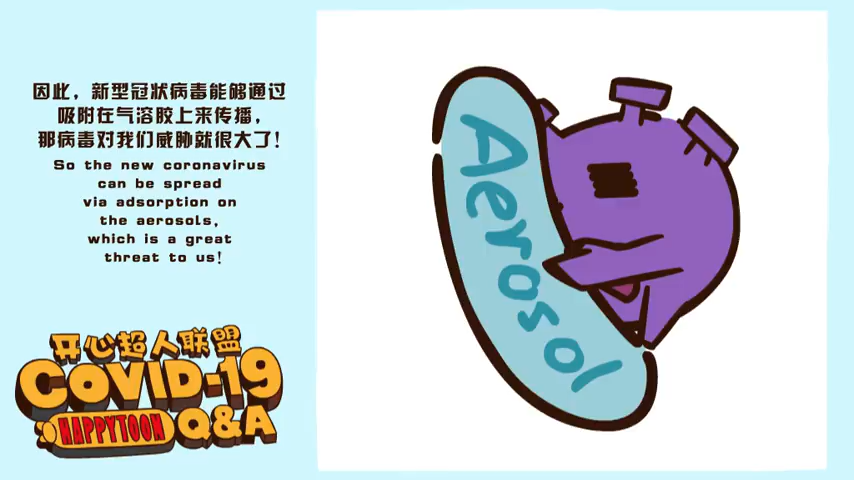 因此，新型冠状病毒能够通过
吸附在气溶胶上来传播，
那病毒对我们威胁就很大了！
So the new coronavirus
can be spread
via adsorption on
the aerosols,
which is a great
threat to us!
开心超人联盟
COVID-19
HAPPYTOON Q&A
Aerosol